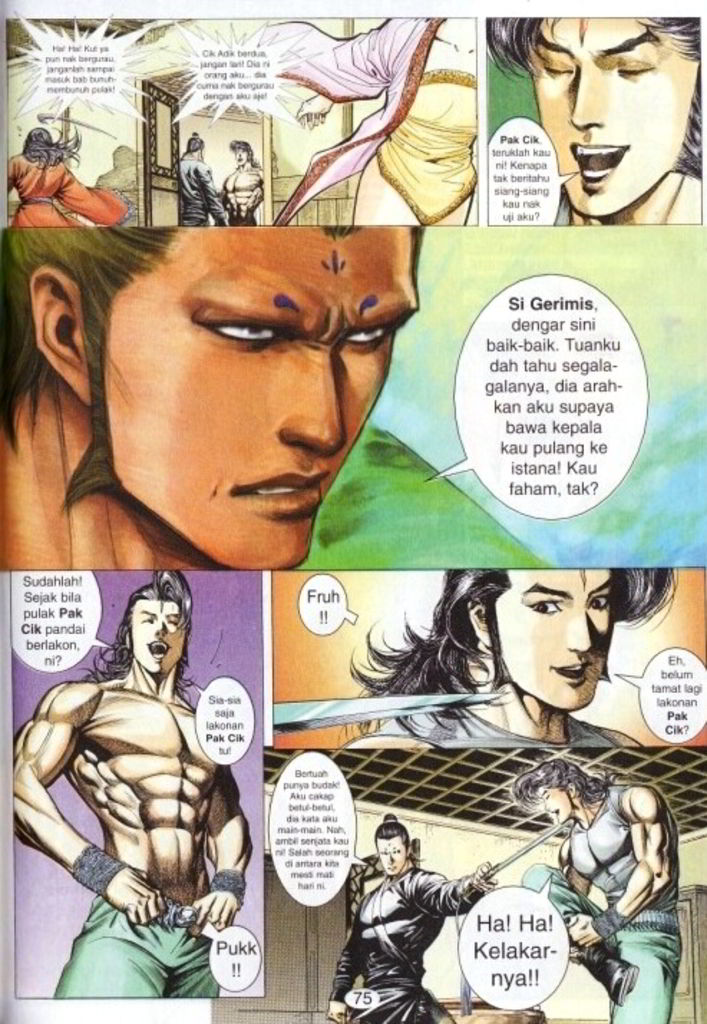 Ha! Ha! Kut ya
pun nak bergurau,
janganlah sampai
masuk bab bunuh-
membunuh pulak!
Cik Adik berdua,
jangan lari! Dia ni
orang aku... dia
cuma nak bergurau
dengan aku aje!
Pak Cik,
teruklah kau
ni! Kenapa
tak beritahu
siang-siang
kau nak
uji aku?
Si Gerimis,
dengar sini
baik-baik. Tuanku
dah tahu segala-
galanya, dia arah-
kan aku supaya
bawa kepala
kau pulang ke
istana! Kau
faham, tak?
Sudahlah!
Sejak bila
pulak Pak
Cik pandai
berlakon,
ni?
Sia-sia
saja
lakonan
Pak Cik
tu!
Pukk
!!
Fruh
!!
Eh,
belum
tamat lagi
lakonan
Pak
Cik?
Bertuah
punya budak!
Aku cakap
betul-betul,
dia kata aku
main-main. Nah,
ambil senjata kau
ni! Salah seorang
di antara kita
mesti mati
hari ni.
Ha! Ha!
Kelakar-
nya!!
75